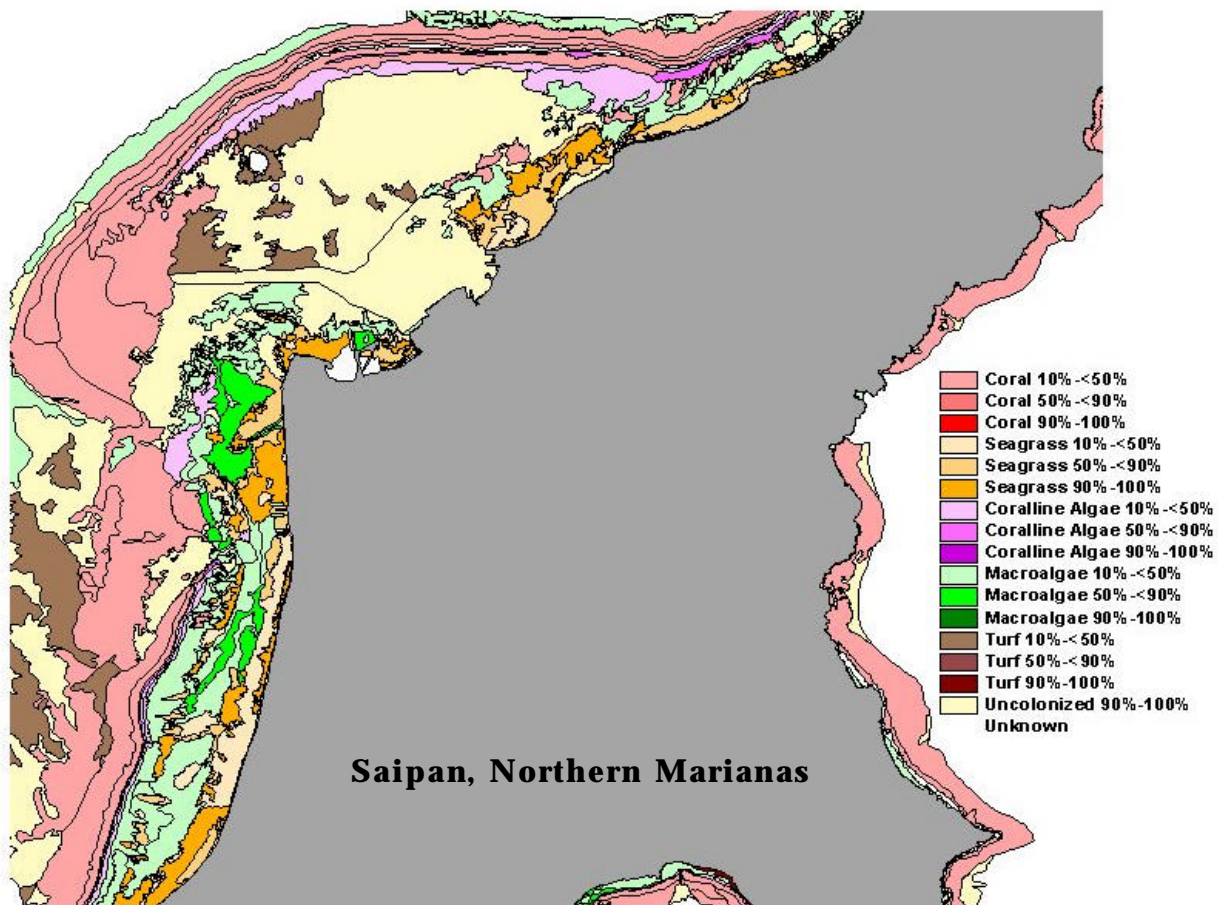 Coral 10%-<50%
Coral 50%-<90%
Coral 90%-100%
Seagrass 10%-<50%
Seagrass 50%-<90%
Seagrass 90%-100%
Coralline Algae 10%-<50%
Coralline Algae 50%-<90%
Coralline Algae 90%-100%
Macroalgae 10%-<50%
Macroalgae 50%-<90%
Macroalgae 90%-100%
Turf 10%-<50%
Turf 50%-<90%
Turf 90%-100%
Uncolonized 90%-100%
Unknown
Saipan, Northern Marianas